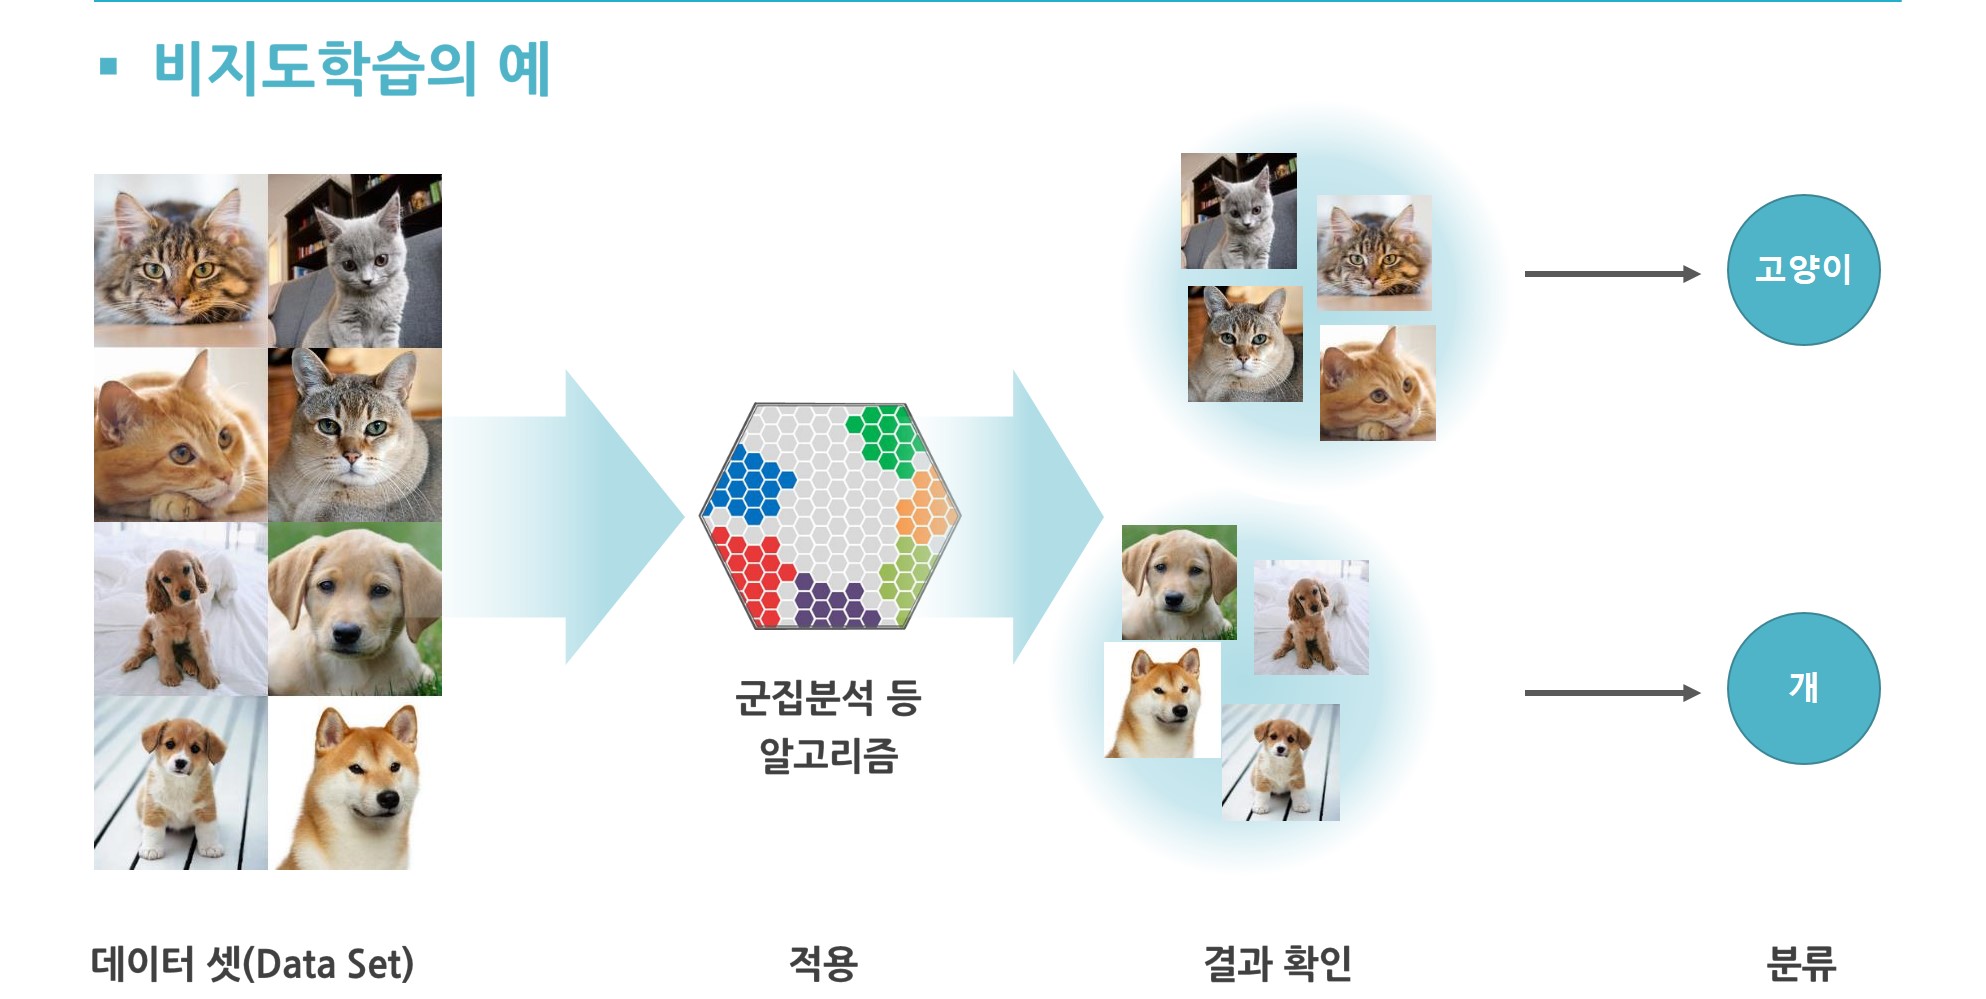 ▪ 비지도학습의 예
고양이
개
군집분석 등
알고리즘
데이터 셋(Data Set)
적용
결과 확인
분류